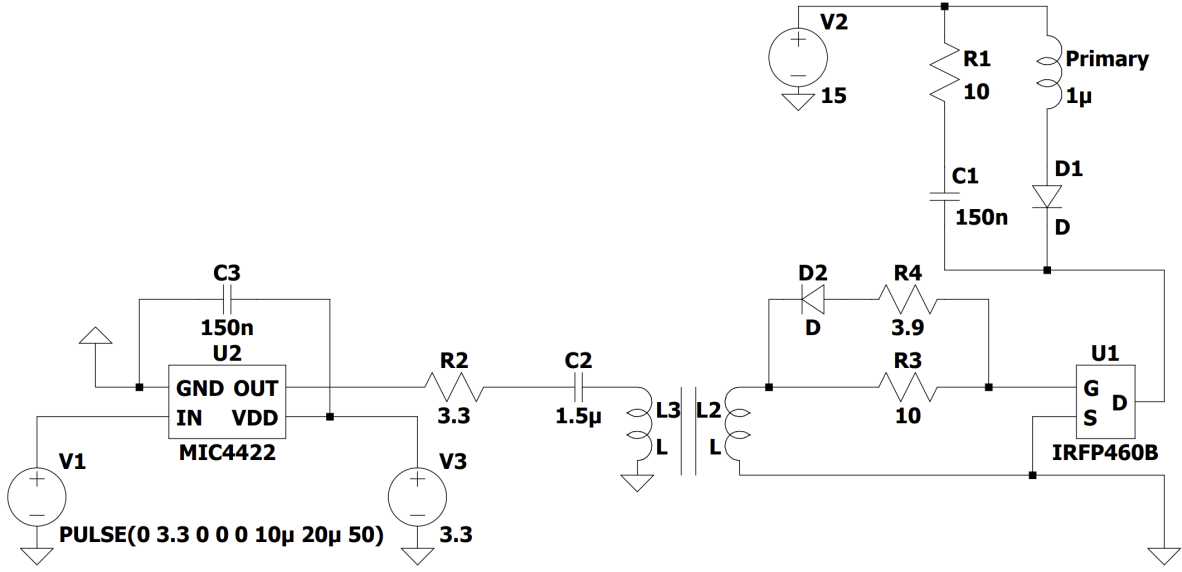 V2
15
R1
10
Primary
1µ
C1
150n
D1
D
C3
150n
U2
GND OUT
IN VDD
MIC4422
V1
PULSE(0 3.3 0 0 0 10µ 20µ 50)
V3
3.3
R2
3.3
C2
1.5µ
L3
L
L2
L
D2
D
R4
3.9
R3
10
U1
G
D
S
IRFP460B